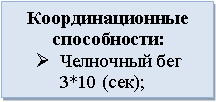 Координационные
способности:
➢ Челночный бег
3*10 (сек);